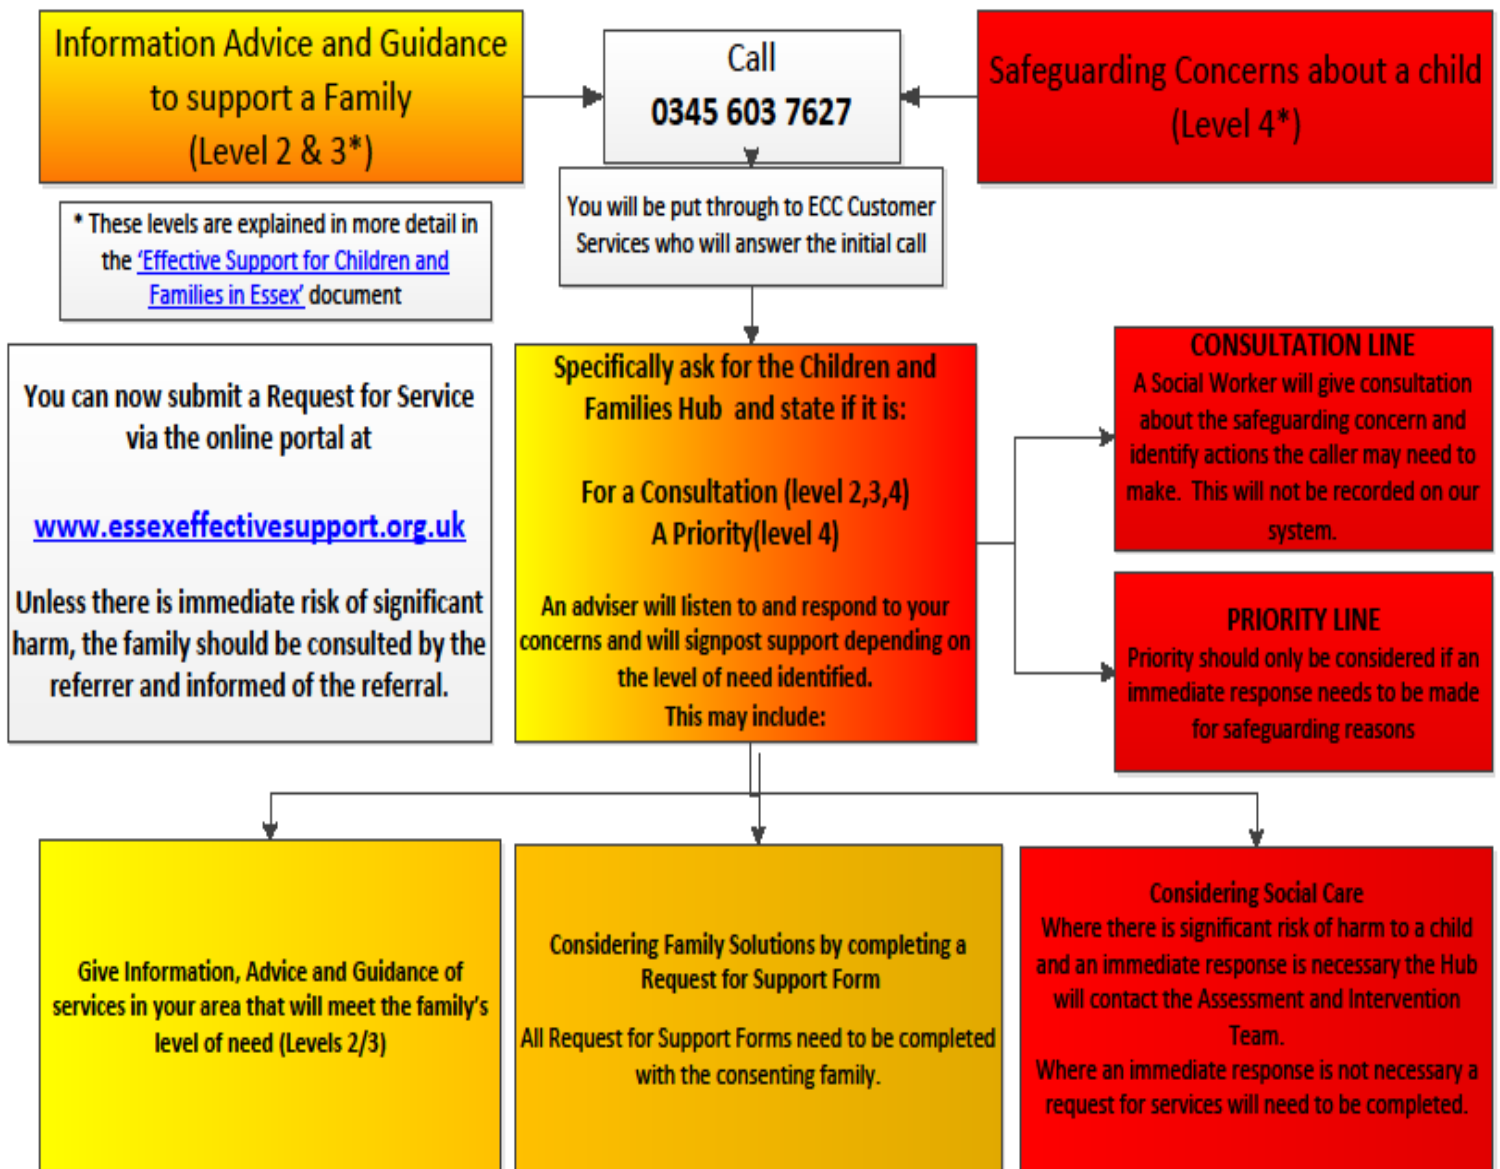 Information Advice and Guidance
to support a Family
(Level 2 & 3*)
Call
0345 603 7627
Safeguarding Concerns about a child
(Level 4*)
* These levels are explained in more detail in
the 'Effective Support for Children and
Families in Essex' document
You will be put through to ECC Customer
Services who will answer the initial call
You can now submit a Request for Service
via the online portal at
www.essexeffectivesupport.org.uk
Unless there is immediate risk of significant
harm, the family should be consulted by the
referrer and informed of the referral.
Specifically ask for the Children and
Families Hub and state if it is:
For a Consultation (level 2,3,4)
A Priority(level 4)
An adviser will listen to and respond to your
concerns and will signpost support depending on
the level of need identified.
This may include:
CONSULTATION LINE
A Social Worker will give consultation
about the safeguarding concern and
identify actions the caller may need to
make. This will not be recorded on our
system.
PRIORITY LINE
Priority should only be considered if an
immediate response needs to be made
for safeguarding reasons
Give Information, Advice and Guidance of
services in your area that will meet the family's
level of need (Levels 2/3)
Considering Family Solutions by completing a
Request for Support Form
All Request for Support Forms need to be completed
with the consenting family.
Considering Social Care
Where there is significant risk of harm to a child
and an immediate response is necessary the Hub
will contact the Assessment and Intervention
Team.
Where an immediate response is not necessary a
request for services will need to be completed.